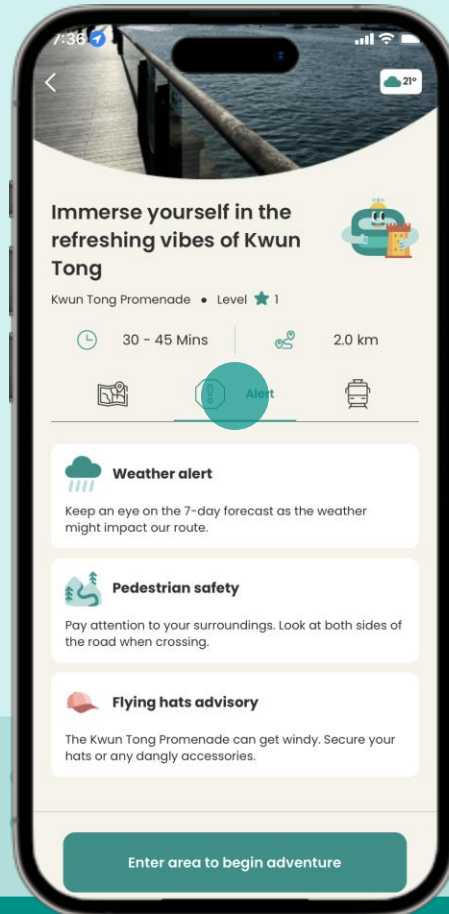 7:36
21°
Immerse yourself in the
refreshing vibes of Kwun
Tong
Kwun Tong Promenade • Level 1
30 - 45 Mins
2.0 km
Alert
Weather alert
Keep an eye on the 7-day forecast as the weather
might impact our route.
Pedestrian safety
Pay attention to your surroundings. Look at both sides of
the road when crossing.
Flying hats advisory
The Kwun Tong Promenade can get windy. Secure your
hats or any dangly accessories.
Enter area to begin adventure